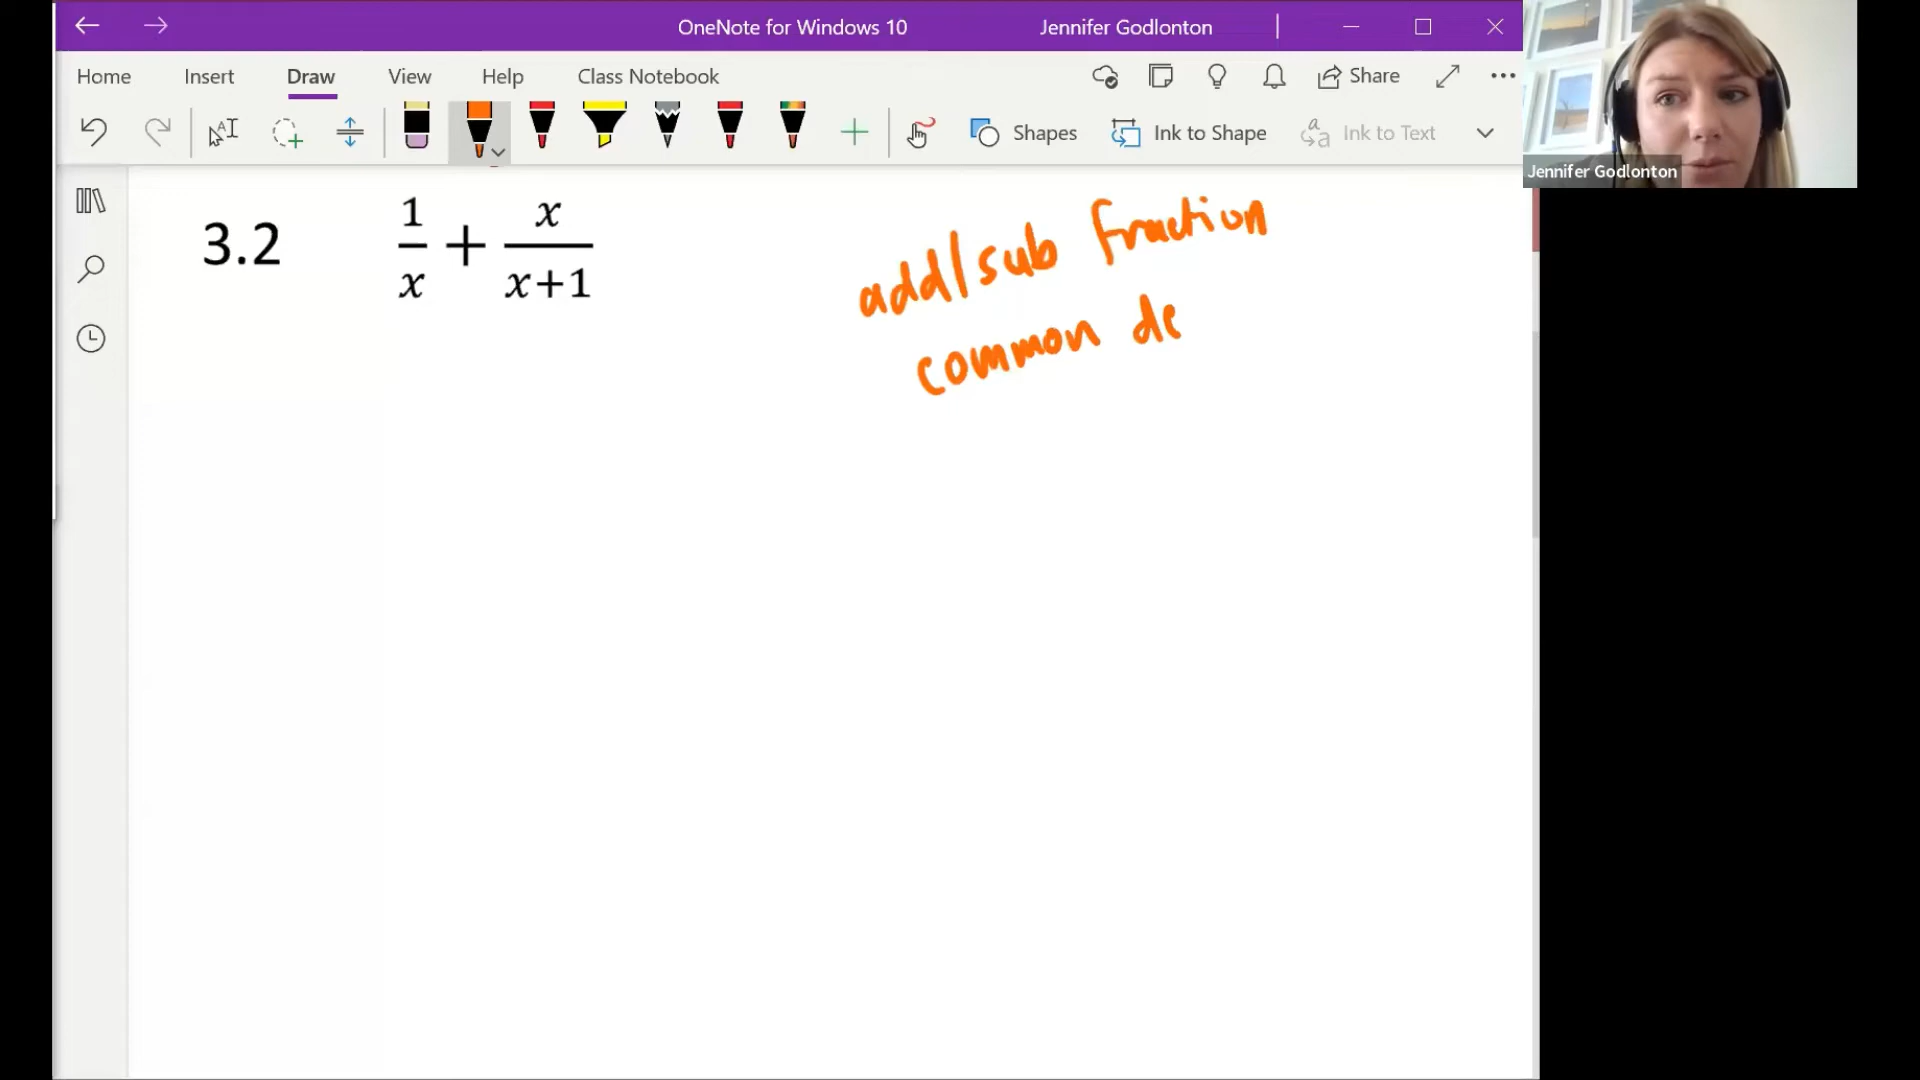 OneNote for Windows 10
Jennifer Godlonton
Home Insert Draw View Help Class Notebook Share
Shapes Ink to Shape Ink to Text
Jennifer Godlonton
3.2 1/x + x/(x+1)
add/sub fraction
common de